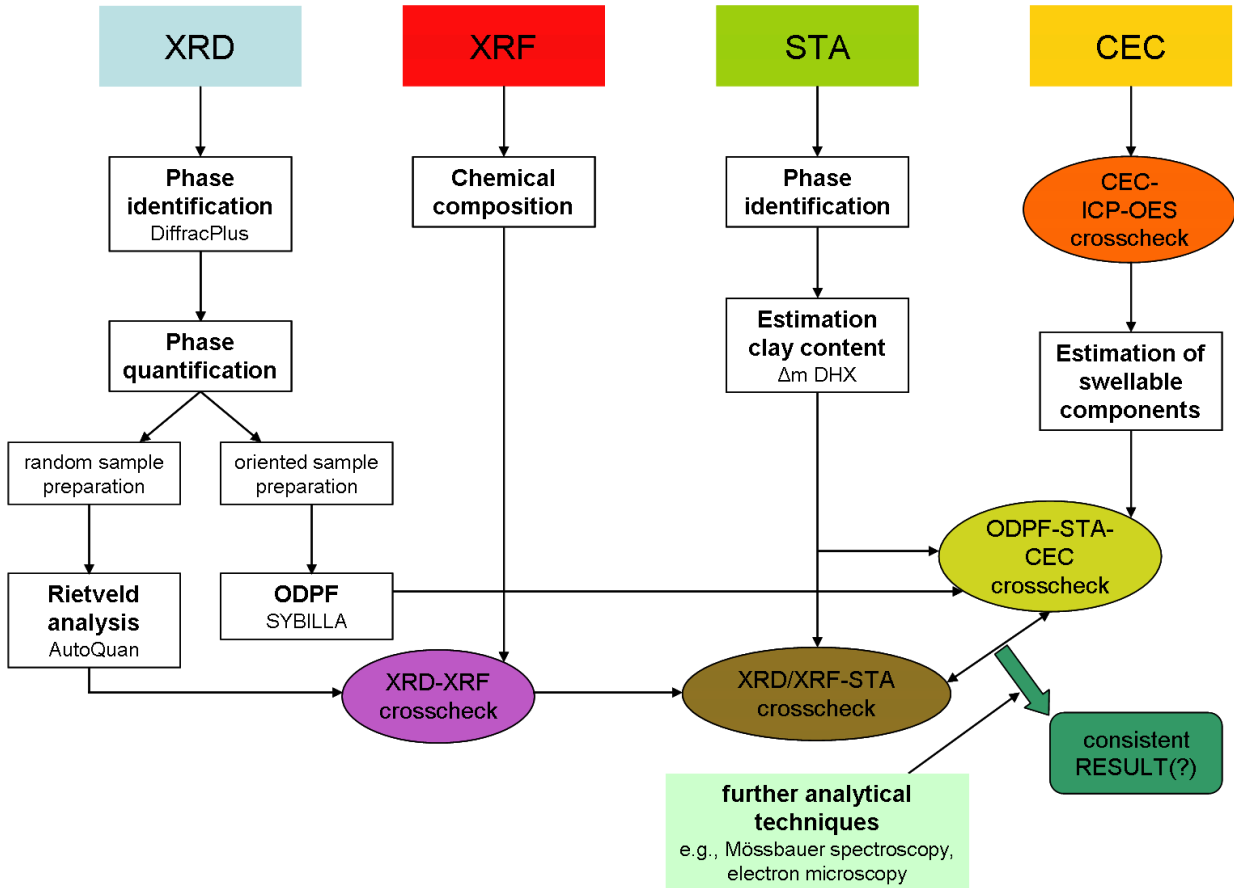 XRD
XRF
STA
CEC
Phase
identification
DiffracPlus
Chemical
composition
Phase
identification
CEC-
ICP-OES
crosscheck
Phase
quantification
Estimation
clay content
Δm DHX
Estimation of
swellable
components
random sample
preparation
oriented sample
preparation
ODPF-STA-
CEC
crosscheck
Rietveld
analysis
AutoQuan
ODPF
SYBILLA
XRD-XRF
crosscheck
XRD/XRF-STA
crosscheck
consistent
RESULT(?)
further analytical
techniques
e.g., Mössbauer spectroscopy,
electron microscopy